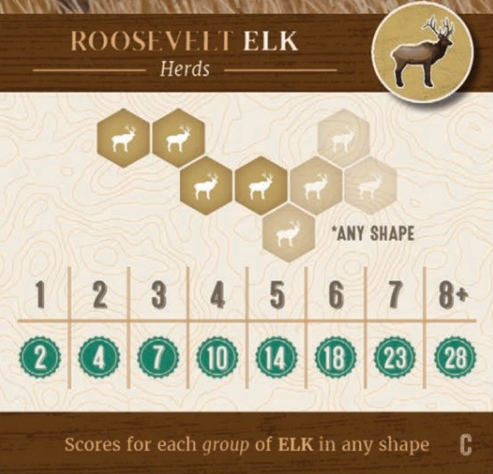 ROOSEVELT ELK
Herds
*ANY SHAPE
1 2 3 4 5 6 7 8+
2 4 7 10 14 18 23 28
Scores for each group of ELK in any shape C